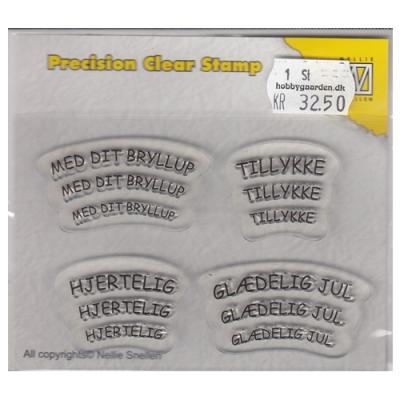 Precision Clear Stamp
1 St
hobbygaarden.dk
KR 32.50
MED DIT BRYLLUP
MED DIT BRYLLUP
MED DIT BRYLLUP
TILLYKKE
TILLYKKE
TILLYKKE
HJERTELIG
HJERTELIG
HJERTELIG
GLÆDELIG JUL
GLÆDELIG JUL
GLÆDELIG JUL
All copyrights© Nellie Snellen